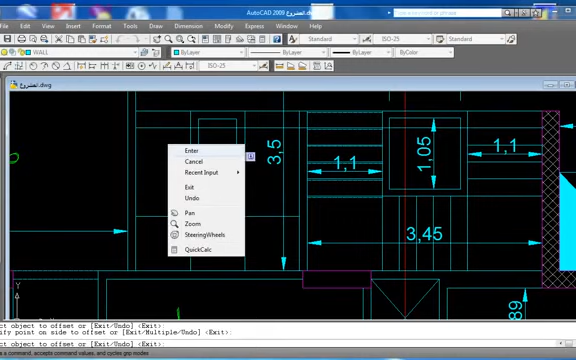 AutoCAD 2009 المشروع.dwg
Edit View Insert Format Tools Draw Dimension Modify Express Window Help
Standard ISO-25 Standard
WALL ByLayer ByLayer ByLayer ByColor
ISO-25
المشروع.dwg
Enter
Cancel
Recent Input
Exit
Undo
Pan
Zoom
SteeringWheels
QuickCalc
3,5
1,1
1,05
1,1
3,45
89
Y
ct object to offset or [Exit/Undo] <Exit>:
ify point on side to offset or [Exit/Multiple/Undo] <Exit>:
ect object to offset or [Exit/Undo] <Exit>:
s command, accepts command values, and cycles grip modes